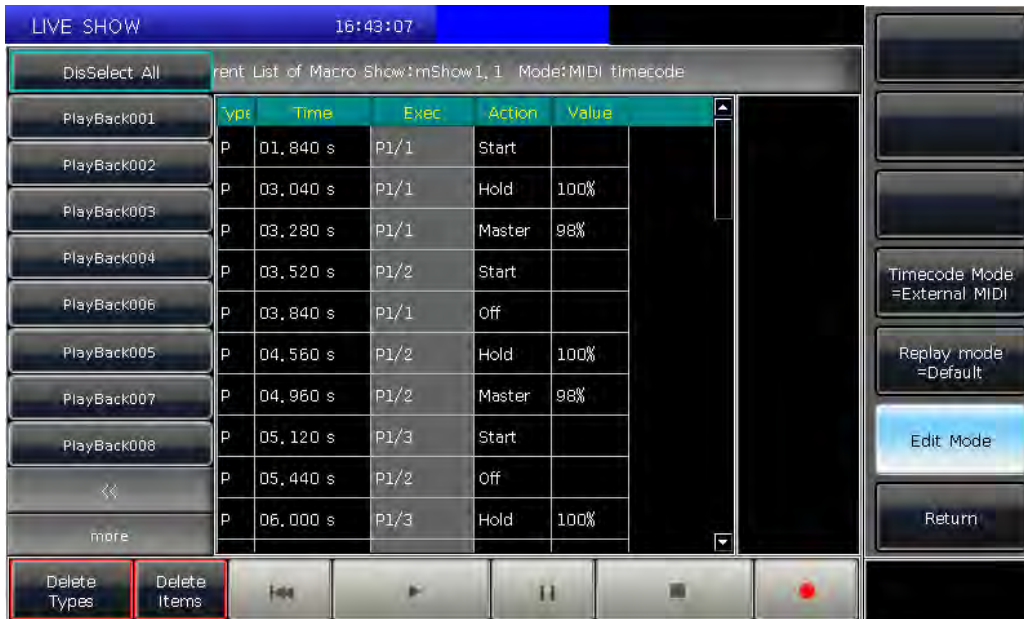 LIVE SHOW 16:43:07
DisSelect All
rent List of Macro Show:mShow1,1 Mode:MIDI timecode
PlayBack001
PlayBack002
PlayBack003
PlayBack004
PlayBack006
PlayBack005
PlayBack007
PlayBack008
<<
more
Type Time Exec Action Value
P 01.840 s P1/1 Start
P 03.040 s P1/1 Hold 100%
P 03.280 s P1/1 Master 98%
P 03.520 s P1/2 Start
P 03.840 s P1/1 Off
P 04.560 s P1/2 Hold 100%
P 04.960 s P1/2 Master 98%
P 05.120 s P1/3 Start
P 05.440 s P1/2 Off
P 06.000 s P1/3 Hold 100%
Timecode Mode
=External MIDI
Replay mode
=Default
Edit Mode
Return
Delete
Types
Delete
Items